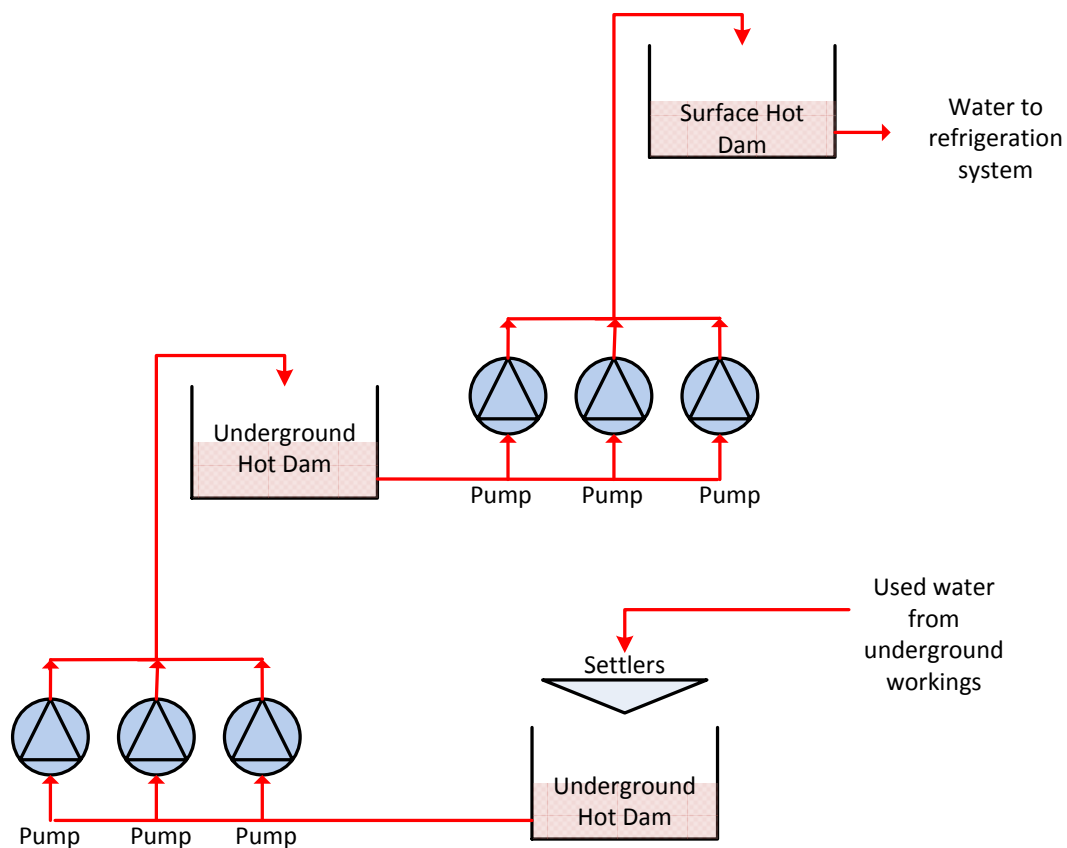 Surface Hot
Dam
Water to
refrigeration
system
Underground
Hot Dam
Pump
Pump
Pump
Used water
from
underground
workings
Settlers
Underground
Hot Dam
Pump
Pump
Pump